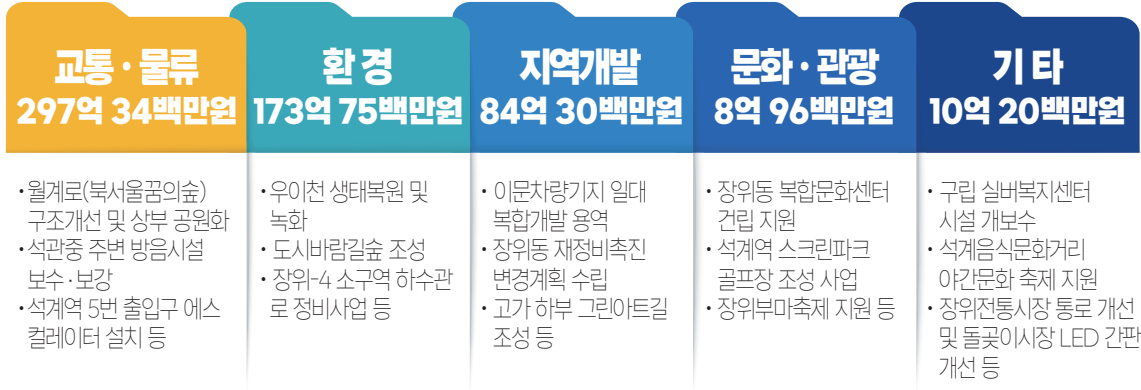 교통·물류
297억 34백만원
·월계로(북서울꿈의숲)
구조개선 및 상부 공원화
·석관중 주변 방음시설
보수·보강
·석계역 5번 출입구 에스
컬레이터 설치 등
환 경
173억 75백만원
·우이천 생태복원 및
녹화
·도시바람길숲 조성
·장위-4 소구역 하수관
로 정비사업 등
지역개발
84억 30백만원
·이문차량기지 일대
복합개발 용역
·장위동 재정비촉진
변경계획 수립
·고가 하부 그린아트길
조성 등
문화·관광
8억 96백만원
·장위동 복합문화센터
건립 지원
·석계역 스크린파크
골프장 조성 사업
·장위부마축제 지원 등
기 타
10억 20백만원
·구립 실버복지센터
시설 개보수
·석계음식문화거리
야간문화 축제 지원
·장위전통시장 통로 개선
및 돌곶이시장 LED 간판
개선 등